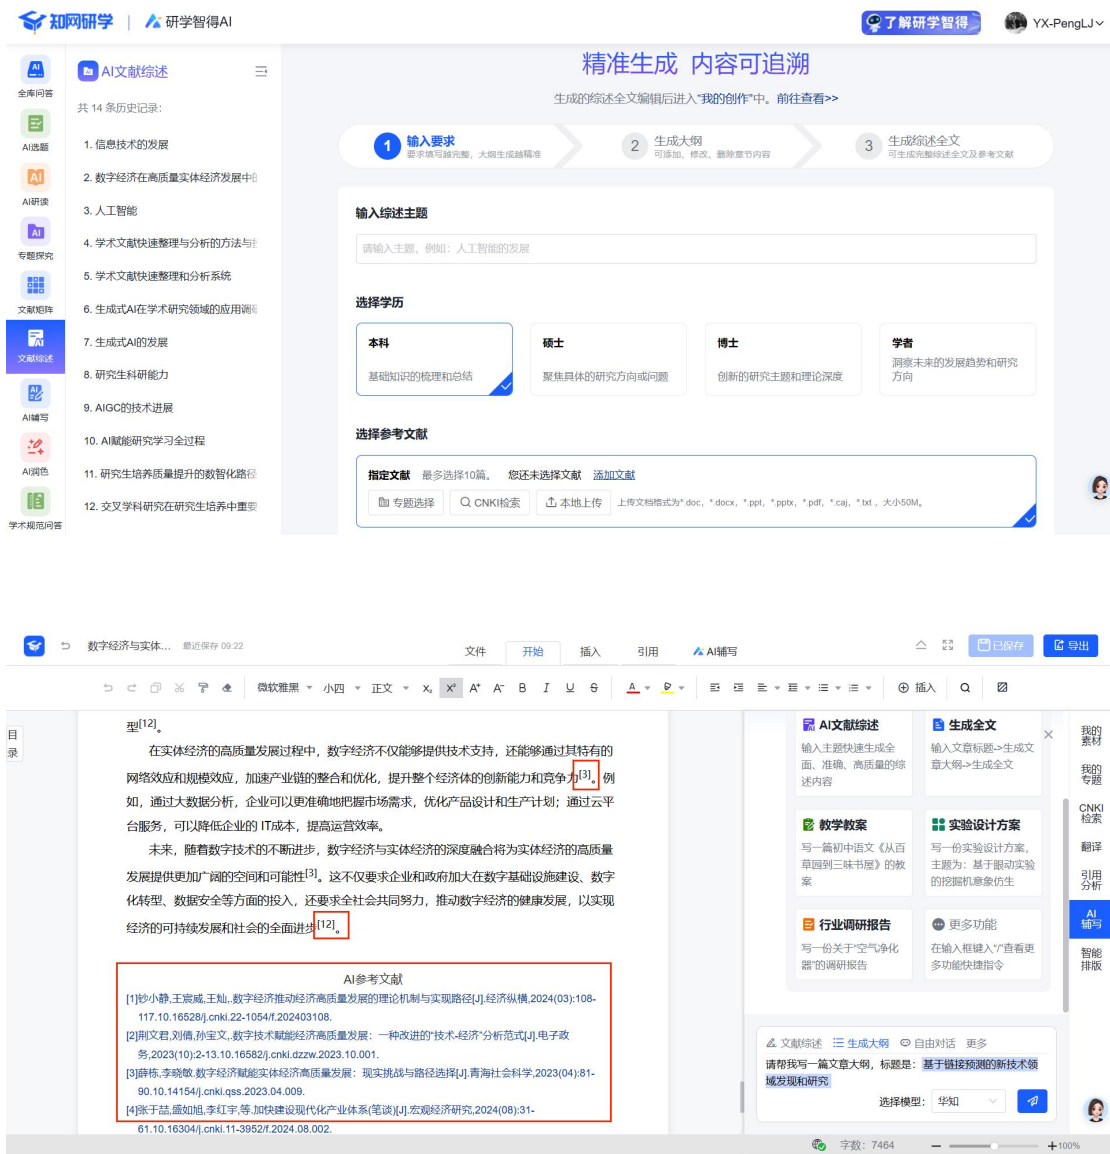 知网研学 | 研学智得AI
了解研学智得
YX-PengLJ
AI
全库问答
AI选题
AI
AI研读
AI
专题探究
文献矩阵
AI
文献综述
AI
AI辅写
AI润色
学术规范问答
AI文献综述
共 14 条历史记录:
1. 信息技术的发展
2. 数字经济在高质量实体经济发展中的
3. 人工智能
4. 学术文献快速整理与分析的方法与
5. 学术文献快速整理和分析系统
6. 生成式AI在学术研究领域的应用调研
7. 生成式AI的发展
8. 研究生科研能力
9. AIGC的技术进展
10. AI赋能研究学习全过程
11. 研究生培养质量提升的数智化路径
12. 交叉学科研究在研究生培养中重要
精准生成 内容可追溯
生成的综述全文编辑后进入“我的创作”中。前往查看>>
1 输入要求
要求填写越完整，大纲生成越精准
2 生成大纲
可添加、修改、删除章节内容
3 生成综述全文
可生成完整综述全文及参考文献
输入综述主题
请输入主题，例如：人工智能的发展
选择学历
本科
基础知识的梳理和总结
硕士
聚焦具体的研究方向或问题
博士
创新的研究主题和理论深度
学者
洞察未来的发展趋势和研究
方向
选择参考文献
指定文献 最多选择10篇。 您还未选择文献 添加文献
专题选择 CNKI检索 本地上传 上传文档格式为*.doc, *.docx, *.ppt, *.pptx, *.pdf, *.caj, *.txt , 大小50M。
数字经济与实体... 最近保存 09:22
文件 开始 插入 引用 AI辅写
已保存 导出
微软雅黑 小四 正文 X₂ X² A⁺ A⁻ B I U S A 插入
目
录
型[12]。
在实体经济的高质量发展过程中，数字经济不仅能够提供技术支持，还能够通过其特有的
网络效应和规模效应，加速产业链的整合和优化，提升整个经济体的创新能力和竞争力[3]。例
如，通过大数据分析，企业可以更准确地把握市场需求，优化产品设计和生产计划；通过云平
台服务，可以降低企业的 IT成本，提高运营效率。
未来，随着数字技术的不断进步，数字经济与实体经济的深度融合将为实体经济的高质量
发展提供更加广阔的空间和可能性[3]。这不仅要求企业和政府加大在数字基础设施建设、数字
化转型、数据安全等方面的投入，还要求全社会共同努力，推动数字经济的健康发展，以实现
经济的可持续发展和社会的全面进步[12]。
AI参考文献
[1]钞小静,王宸威,王灿,.数字经济推动经济高质量发展的理论机制与实现路径[J].经济纵横,2024(03):108-
117.10.16528/j.cnki.22-1054/f.202403108.
[2]荆文君,刘倩,孙宝文,.数字技术赋能经济高质量发展：一种改进的“技术-经济”分析范式[J].电子政
务,2023(10):2-13.10.16582/j.cnki.dzzw.2023.10.001.
[3]薛栋,李晓敏.数字经济赋能实体经济高质量发展：现实挑战与路径选择[J].青海社会科学,2023(04):81-
90.10.14154/j.cnki.qss.2023.04.009.
[4]张于喆,盛如旭,李红宇,等.加快建设现代化产业体系(笔谈)[J].宏观经济研究,2024(08):31-
61.10.16304/j.cnki.11-3952/f.2024.08.002.
AI文献综述
输入主题快速生成全
面、准确、高质量的综
述内容
生成全文
输入文章标题->生成文
章大纲->生成全文
教学教案
写一篇初中语文《从百
草园到三味书屋》的教
案
实验设计方案
写一份实验设计方案，
主题为：基于眼动实验
的挖掘机意象仿生
行业调研报告
写一份关于“空气净化
器”的调研报告
更多功能
在输入框键入“/”查看更
多功能快捷指令
文献综述 生成大纲 自由对话 更多
请帮我写一篇文章大纲，标题是：基于链接预测的新技术领
域发现和研究
选择模型: 华知
我的
素材
我的
专题
CNKI
检索
翻译
引用
分析
AI
辅写
智能
排版
字数: 7464
100%